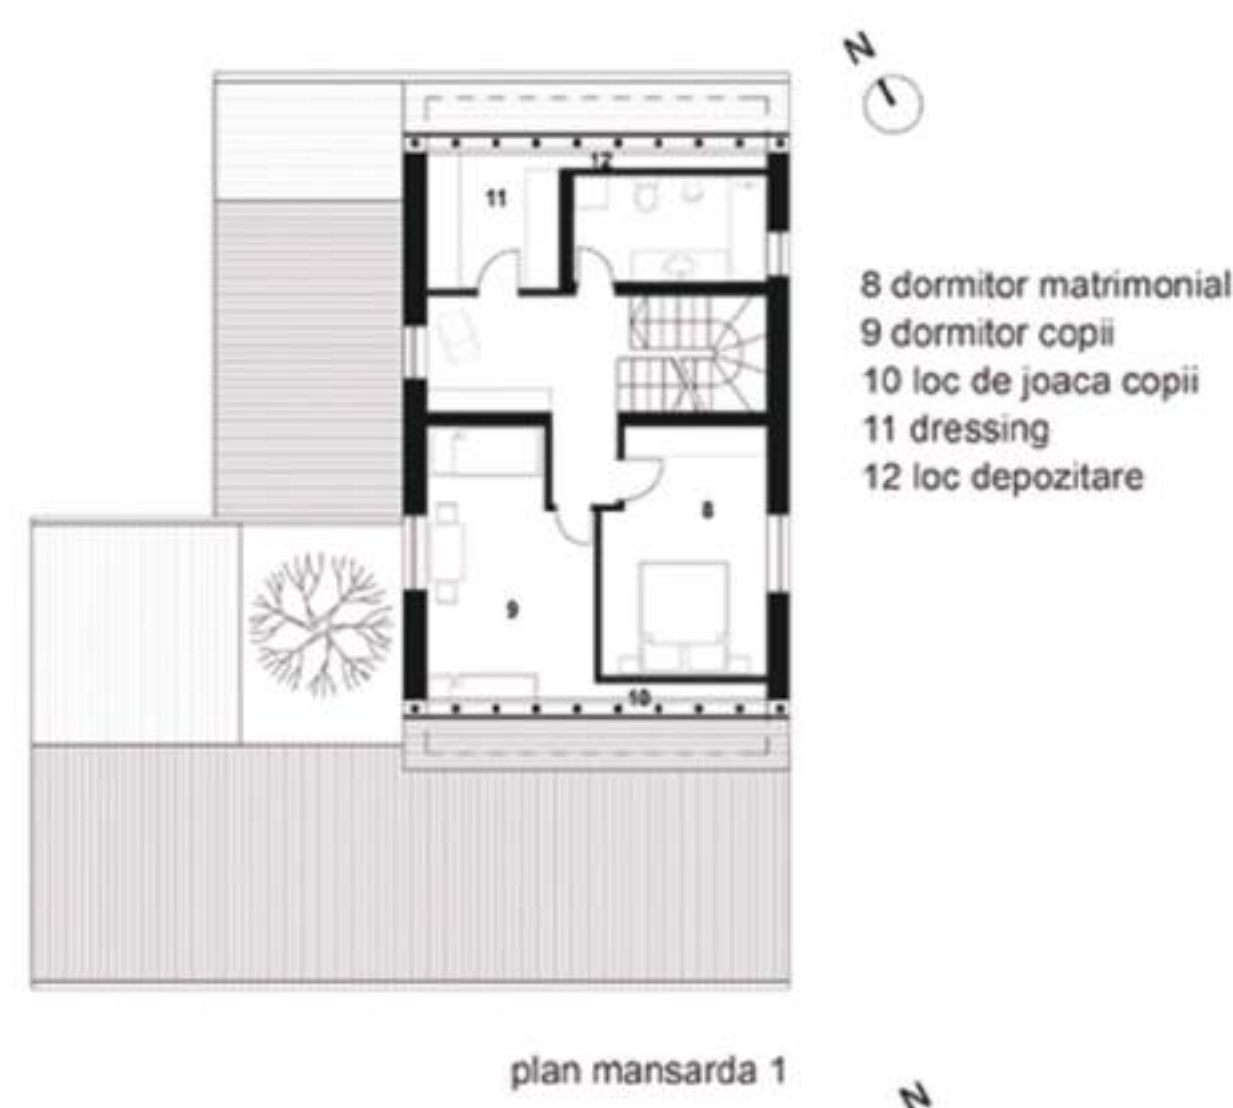 N
12
11
8 dormitor matrimonial
9 dormitor copii
10 loc de joaca copii
11 dressing
12 loc depozitare
8
9
10
plan mansarda 1
N